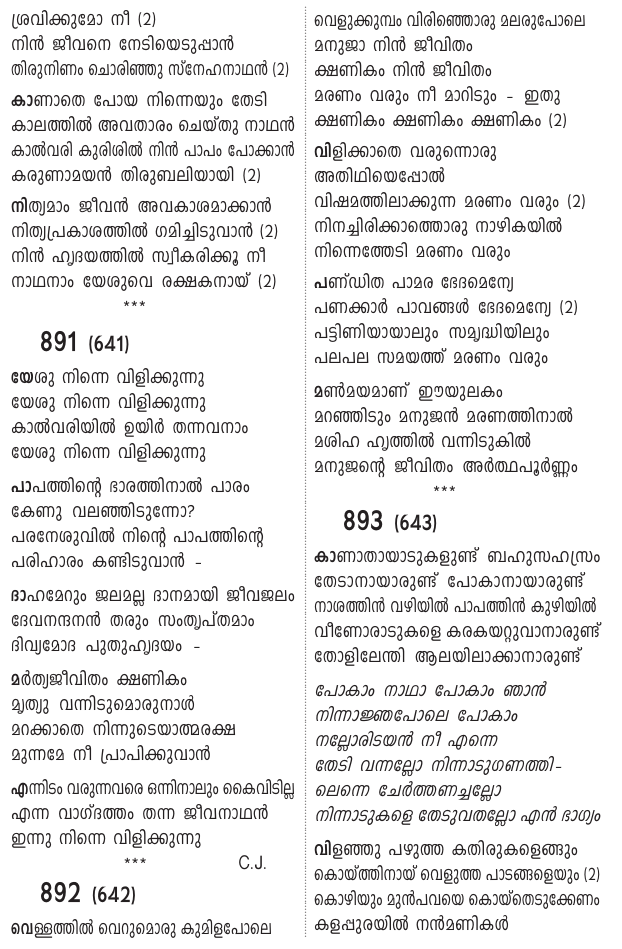 ശ്രവിക്കുമോ നീ (2)
നിൻ ജീവനെ നേടിയെടുപ്പാൻ
തിരുനിണം ചൊരിഞ്ഞു സ്നേഹനാഥൻ (2)
കാണാതെ പോയ നിന്നെയും തേടി
കാലത്തിൽ അവതാരം ചെയ്തു നാഥൻ
കാൽവരി കുരിശിൽ നിൻ പാപം പോക്കാൻ
കരുണാമയൻ തിരുബലിയായി (2)
നിത്യമാം ജീവൻ അവകാശമാക്കാൻ
നിത്യപ്രകാശത്തിൽ ഗമിച്ചിടുവാൻ (2)
നിൻ ഹൃദയത്തിൽ സ്വീകരിക്കൂ നീ
നാഥനാം യേശുവെ രക്ഷകനായ് (2)
***
891 (641)
യേശു നിന്നെ വിളിക്കുന്നു
യേശു നിന്നെ വിളിക്കുന്നു
കാൽവരിയിൽ ഉയിർ തന്നവനാം
യേശു നിന്നെ വിളിക്കുന്നു
പാപത്തിന്റെ ഭാരത്തിനാൽ പാരം
കേണു വലഞ്ഞിടുന്നോ?
പരനേശുവിൽ നിന്റെ പാപത്തിന്റെ
പരിഹാരം കണ്ടിടുവാൻ -
ദാഹമേറും ജലമല്ല ദാനമായി ജീവജലം
ദേവനന്ദനൻ തരും സംതൃപ്തമാം
ദിവ്യമോദ പുതുഹൃദയം -
മർത്യജീവിതം ക്ഷണികം
മൃത്യു വന്നിടുമൊരുനാൾ
മറക്കാതെ നിന്നുടെയാത്മരക്ഷ
മുന്നമേ നീ പ്രാപിക്കുവാൻ
എന്നിടം വരുന്നവരെ ഒന്നിനാലും കൈവിടില്ല
എന്ന വാഗ്ദത്തം തന്ന ജീവനാഥൻ
ഇന്നു നിന്നെ വിളിക്കുന്നു
*** C.J.
892 (642)
വെള്ളത്തിൽ വെറുമൊരു കുമിളപോലെ
വെളുക്കുമ്പം വിരിഞ്ഞൊരു മലരുപോലെ
മനുജാ നിൻ ജീവിതം
ക്ഷണികം നിൻ ജീവിതം
മരണം വരും നീ മാറിടും - ഇതു
ക്ഷണികം ക്ഷണികം ക്ഷണികം (2)
വിളിക്കാതെ വരുന്നൊരു
അതിഥിയെപ്പോൽ
വിഷമത്തിലാക്കുന്ന മരണം വരും (2)
നിനച്ചിരിക്കാത്തൊരു നാഴികയിൽ
നിന്നെത്തേടി മരണം വരും
പണ്ഡിത പാമര ഭേദമെന്യേ
പണക്കാർ പാവങ്ങൾ ഭേദമെന്യേ (2)
പട്ടിണിയായാലും സമൃദ്ധിയിലും
പലപല സമയത്ത് മരണം വരും
മൺമയമാണ് ഈയുലകം
മറഞ്ഞിടും മനുജൻ മരണത്തിനാൽ
മശിഹ ഹൃത്തിൽ വന്നിടുകിൽ
മനുജന്റെ ജീവിതം അർത്ഥപൂർണ്ണം
***
893 (643)
കാണാതായാടുകളുണ്ട് ബഹുസഹസ്രം
തേടാനായാരുണ്ട് പോകാനായാരുണ്ട്
നാശത്തിൻ വഴിയിൽ പാപത്തിൻ കുഴിയിൽ
വീണോരാടുകളെ കരകയറ്റുവാനാരുണ്ട്
തോളിലേന്തി ആലയിലാക്കാനാരുണ്ട്
പോകാം നാഥാ പോകാം ഞാൻ
നിന്നാജ്ഞപോലെ പോകാം
നല്ലോരിടയൻ നീ എന്നെ
തേടി വന്നല്ലോ നിന്നാടുഗണത്തി-
ലെന്നെ ചേർത്തണച്ചല്ലോ
നിന്നാടുകളെ തേടുവതല്ലോ എൻ ഭാഗ്യം
വിളഞ്ഞു പഴുത്ത കതിരുകളെങ്ങും
കൊയ്ത്തിനായ് വെളുത്ത പാടങ്ങളെയും (2)
കൊഴിയും മുൻപവയെ കൊയ്തെടുക്കേണം
കളപ്പുരയിൽ നൻമണികൾ